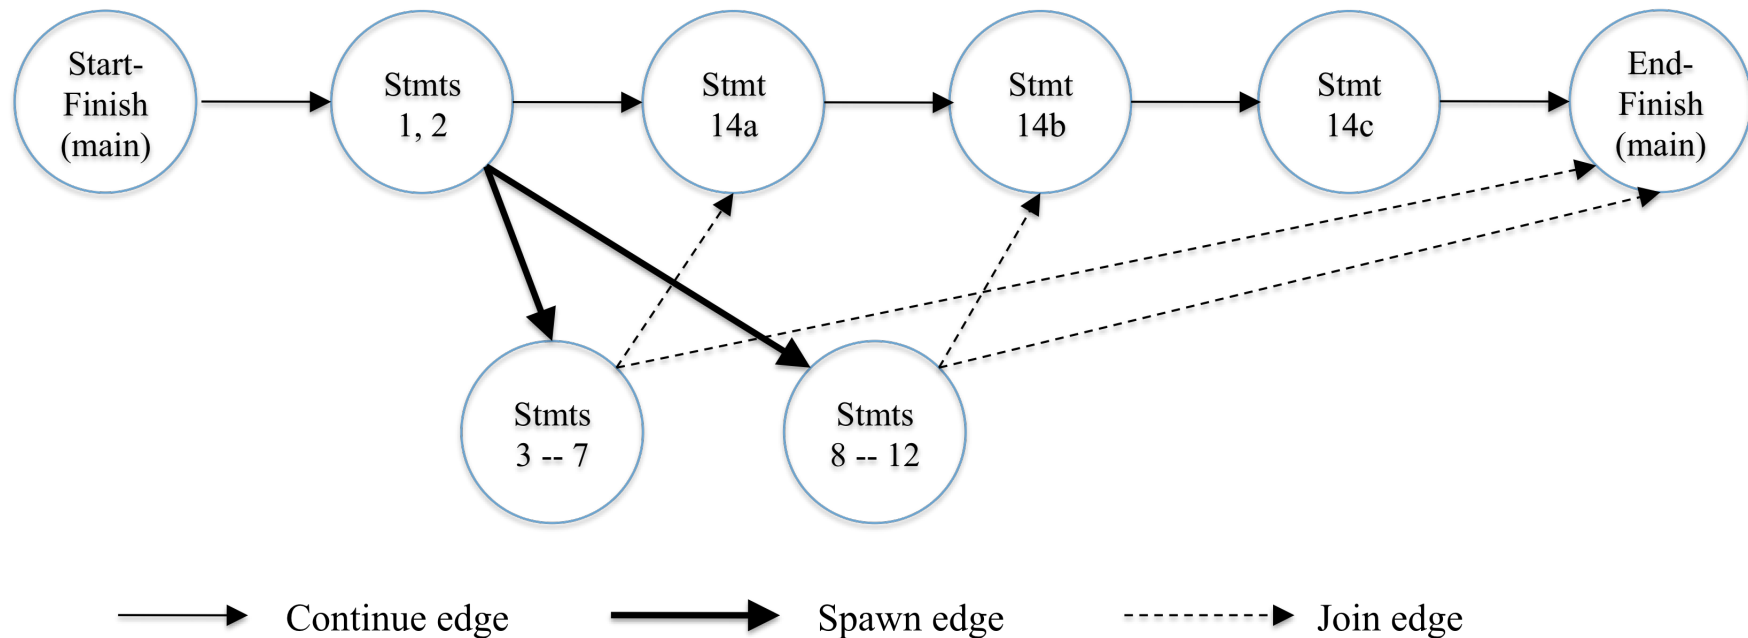 Start-
Finish
(main)
Stmts
1, 2
Stmt
14a
Stmt
14b
Stmt
14c
End-
Finish
(main)
Stmts
3 -- 7
Stmts
8 -- 12
Continue edge
Spawn edge
Join edge